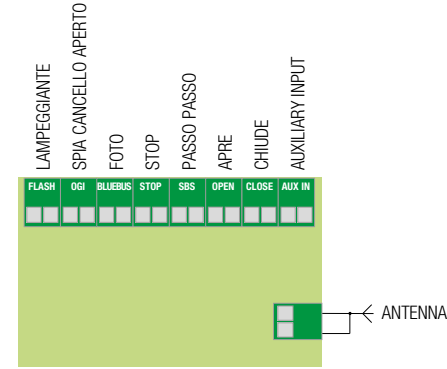 LAMPEGGIANTE
SPIA CANCELLO APERTO
FOTO
STOP
PASSO PASSO
APRE
CHIUDE
AUXILIARY INPUT
FLASH
OGI
BLUEBUS
STOP
SBS
OPEN
CLOSE
AUX IN
ANTENNA